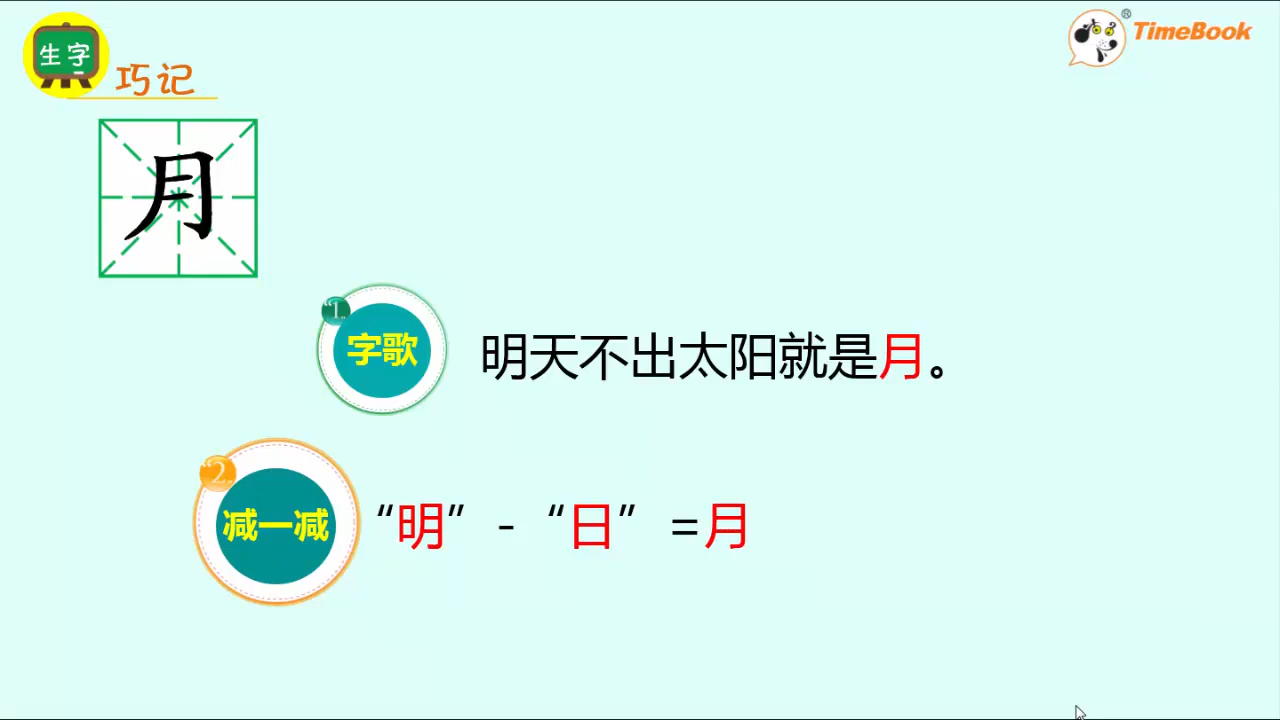 生字
巧记
® TimeBook
月
1.
字歌
明天不出太阳就是月。
2.
减一减
“明” - “日” =月